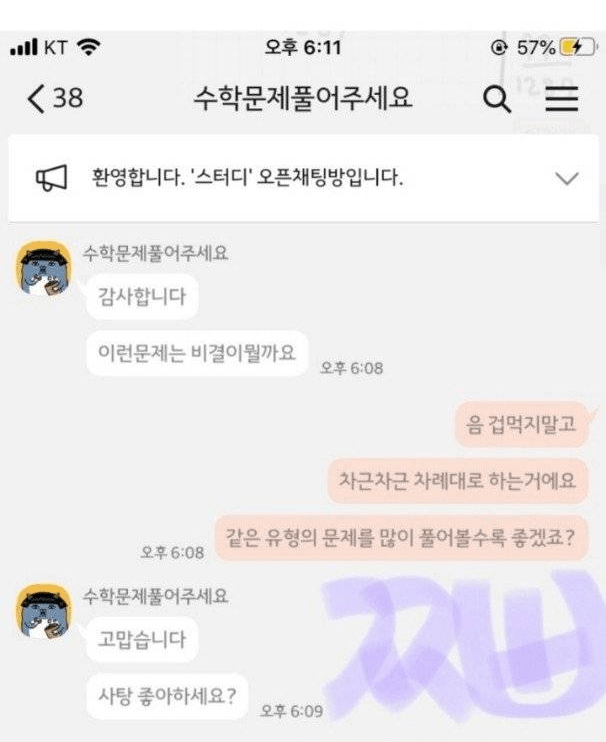 KT 오후 6:11 57%
38 수학문제풀어주세요
환영합니다. '스터디' 오픈채팅방입니다.
수학문제풀어주세요
감사합니다
이런문제는 비결이뭘까요
오후 6:08
음 겁먹지말고
차근차근 차례대로 하는거에요
같은 유형의 문제를 많이 풀어볼수록 좋겠죠?
오후 6:08
수학문제풀어주세요
고맙습니다
사탕 좋아하세요?
오후 6:09